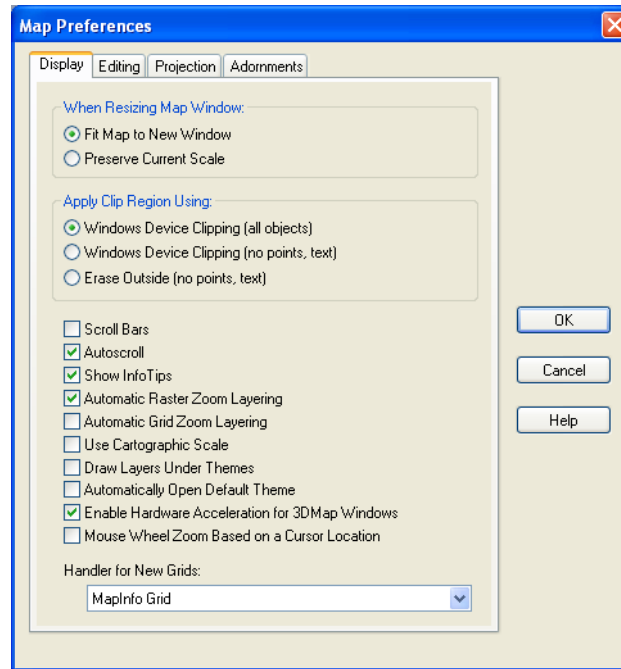 Map Preferences
Display Editing Projection Adornments
When Resizing Map Window:
Fit Map to New Window
Preserve Current Scale
Apply Clip Region Using:
Windows Device Clipping (all objects)
Windows Device Clipping (no points, text)
Erase Outside (no points, text)
Scroll Bars
Autoscroll
Show InfoTips
Automatic Raster Zoom Layering
Automatic Grid Zoom Layering
Use Cartographic Scale
Draw Layers Under Themes
Automatically Open Default Theme
Enable Hardware Acceleration for 3DMap Windows
Mouse Wheel Zoom Based on a Cursor Location
Handler for New Grids:
MapInfo Grid
OK
Cancel
Help